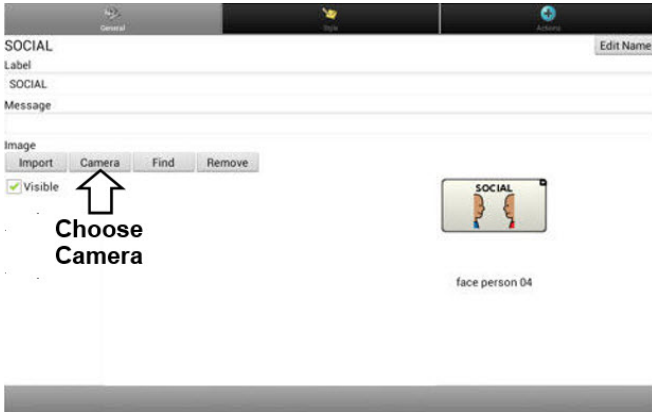 General
Style
Actions
SOCIAL
Edit Name
Label
SOCIAL
Message
Image
Import Camera Find Remove
Visible
SOCIAL
Choose
Camera
face person 04